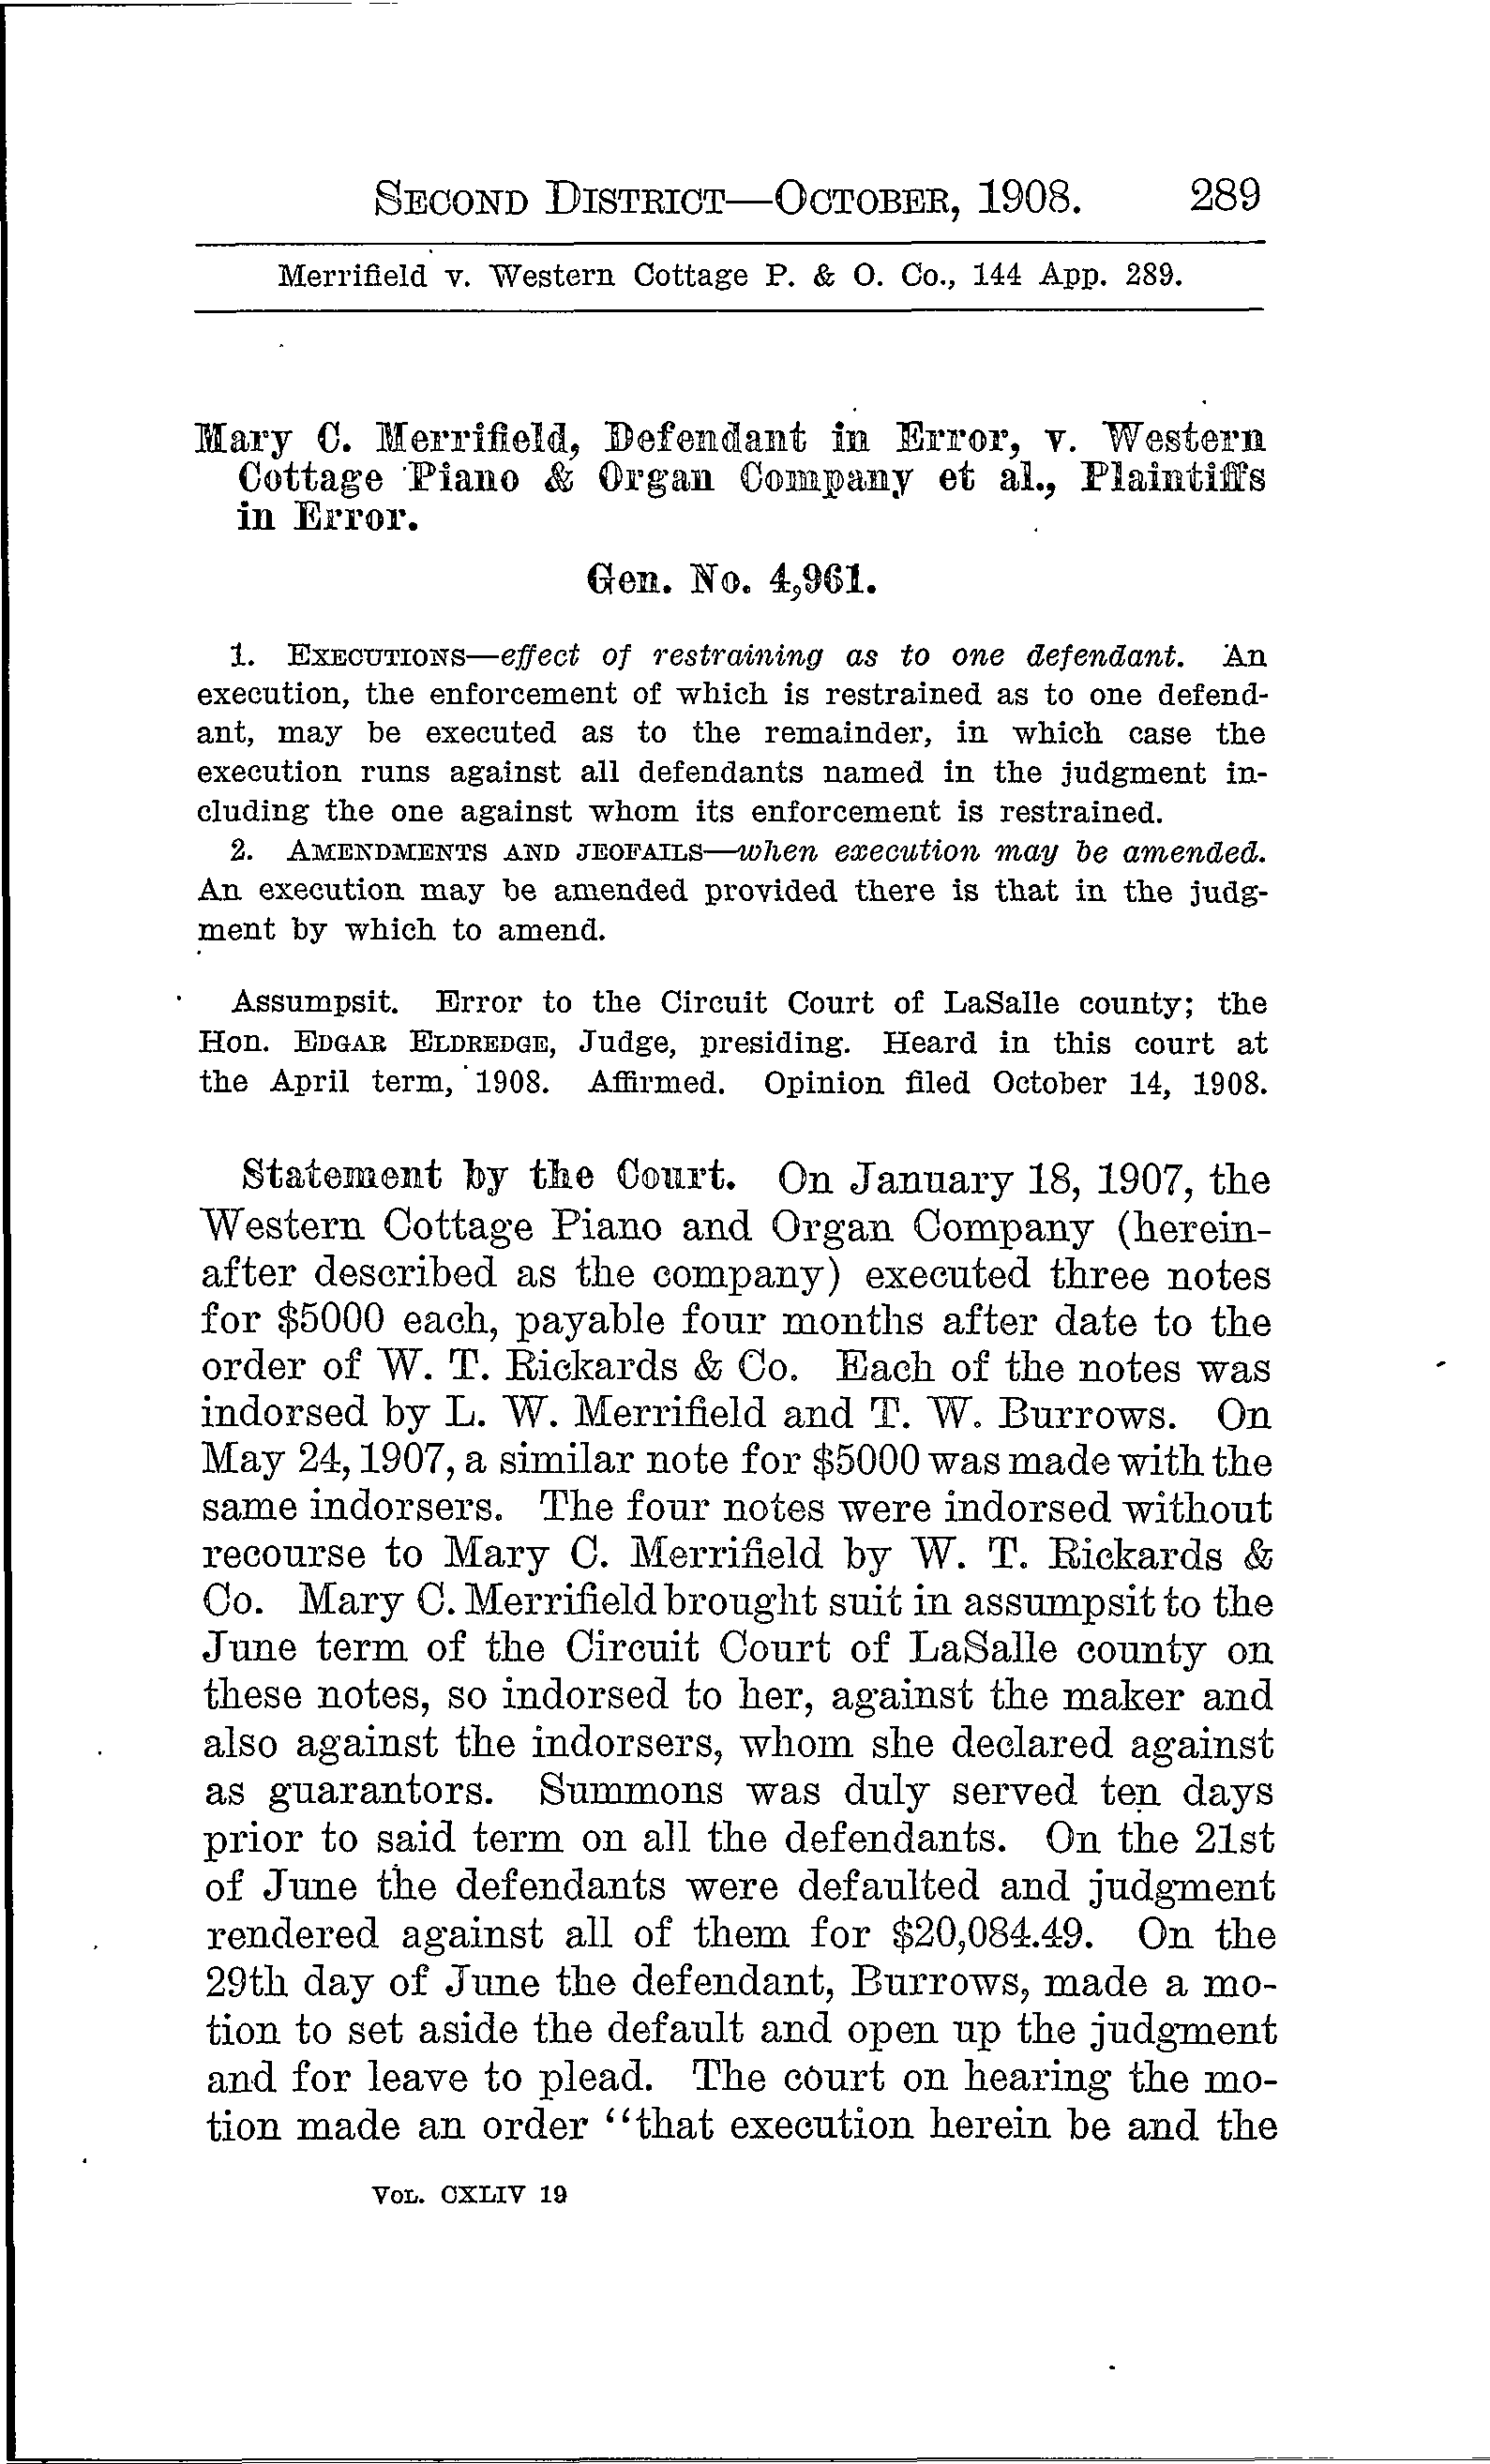 SECOND DISTRICT—OCTOBER, 1908. 289
Merrifield v. Western Cottage P. & O. Co., 144 App. 289.
Mary C. Merrifield, Defendant in Error, v. Western
Cottage Piano & Organ Company et al., Plaintiffs
in Error.
Gen. No. 4,961.
1. EXECUTIONS—effect of restraining as to one defendant. An
execution, the enforcement of which is restrained as to one defend-
ant, may be executed as to the remainder, in which case the
execution runs against all defendants named in the judgment in-
cluding the one against whom its enforcement is restrained.
2. AMENDMENTS AND JEOFAILS—when execution may be amended.
An execution may be amended provided there is that in the judg-
ment by which to amend.
Assumpsit. Error to the Circuit Court of LaSalle county; the
Hon. EDGAR ELDREDGE, Judge, presiding. Heard in this court at
the April term, 1908. Affirmed. Opinion filed October 14, 1908.
Statement by the Court. On January 18, 1907, the
Western Cottage Piano and Organ Company (herein-
after described as the company) executed three notes
for $5000 each, payable four months after date to the
order of W. T. Rickards & Co. Each of the notes was
indorsed by L. W. Merrifield and T. W. Burrows. On
May 24, 1907, a similar note for $5000 was made with the
same indorsers. The four notes were indorsed without
recourse to Mary C. Merrifield by W. T. Rickards &
Co. Mary C. Merrifield brought suit in assumpsit to the
June term of the Circuit Court of LaSalle county on
these notes, so indorsed to her, against the maker and
also against the indorsers, whom she declared against
as guarantors. Summons was duly served ten days
prior to said term on all the defendants. On the 21st
of June the defendants were defaulted and judgment
rendered against all of them for $20,084.49. On the
29th day of June the defendant, Burrows, made a mo-
tion to set aside the default and open up the judgment
and for leave to plead. The court on hearing the mo-
tion made an order "that execution herein be and the
VOL. CXLIV 19